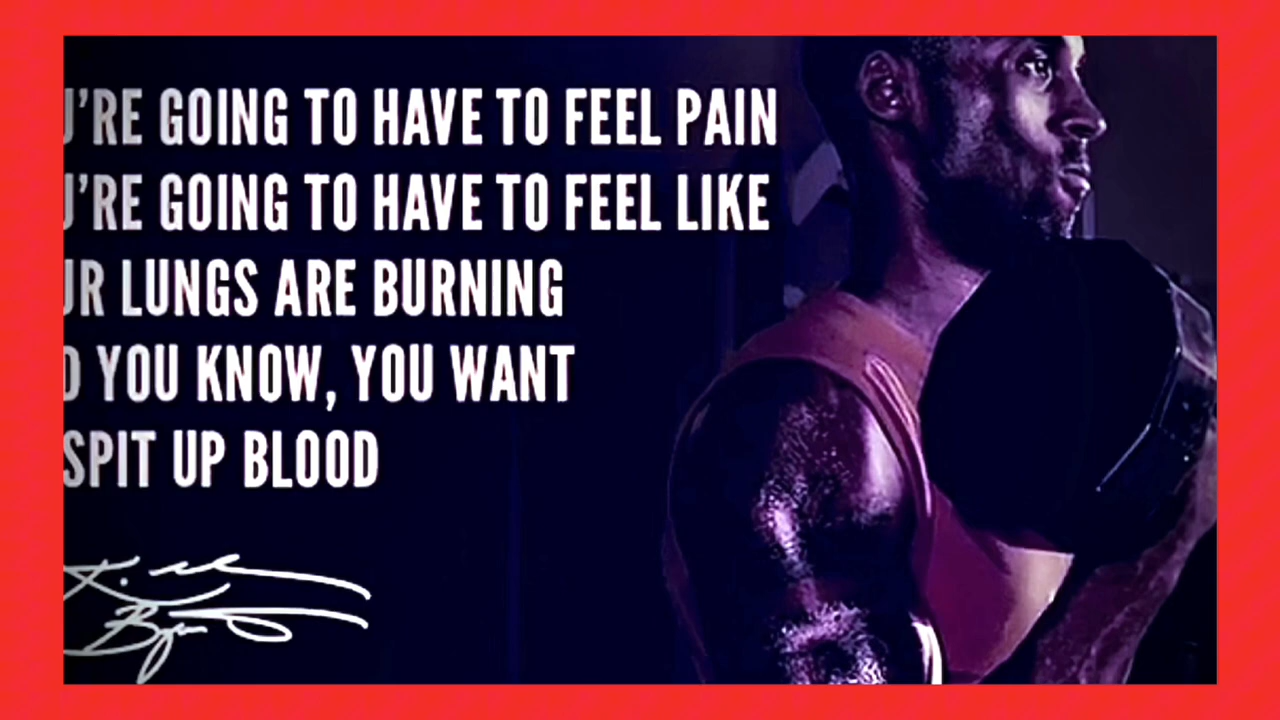 U'RE GOING TO HAVE TO FEEL PAIN
U'RE GOING TO HAVE TO FEEL LIKE
UR LUNGS ARE BURNING
D YOU KNOW, YOU WANT
SPIT UP BLOOD